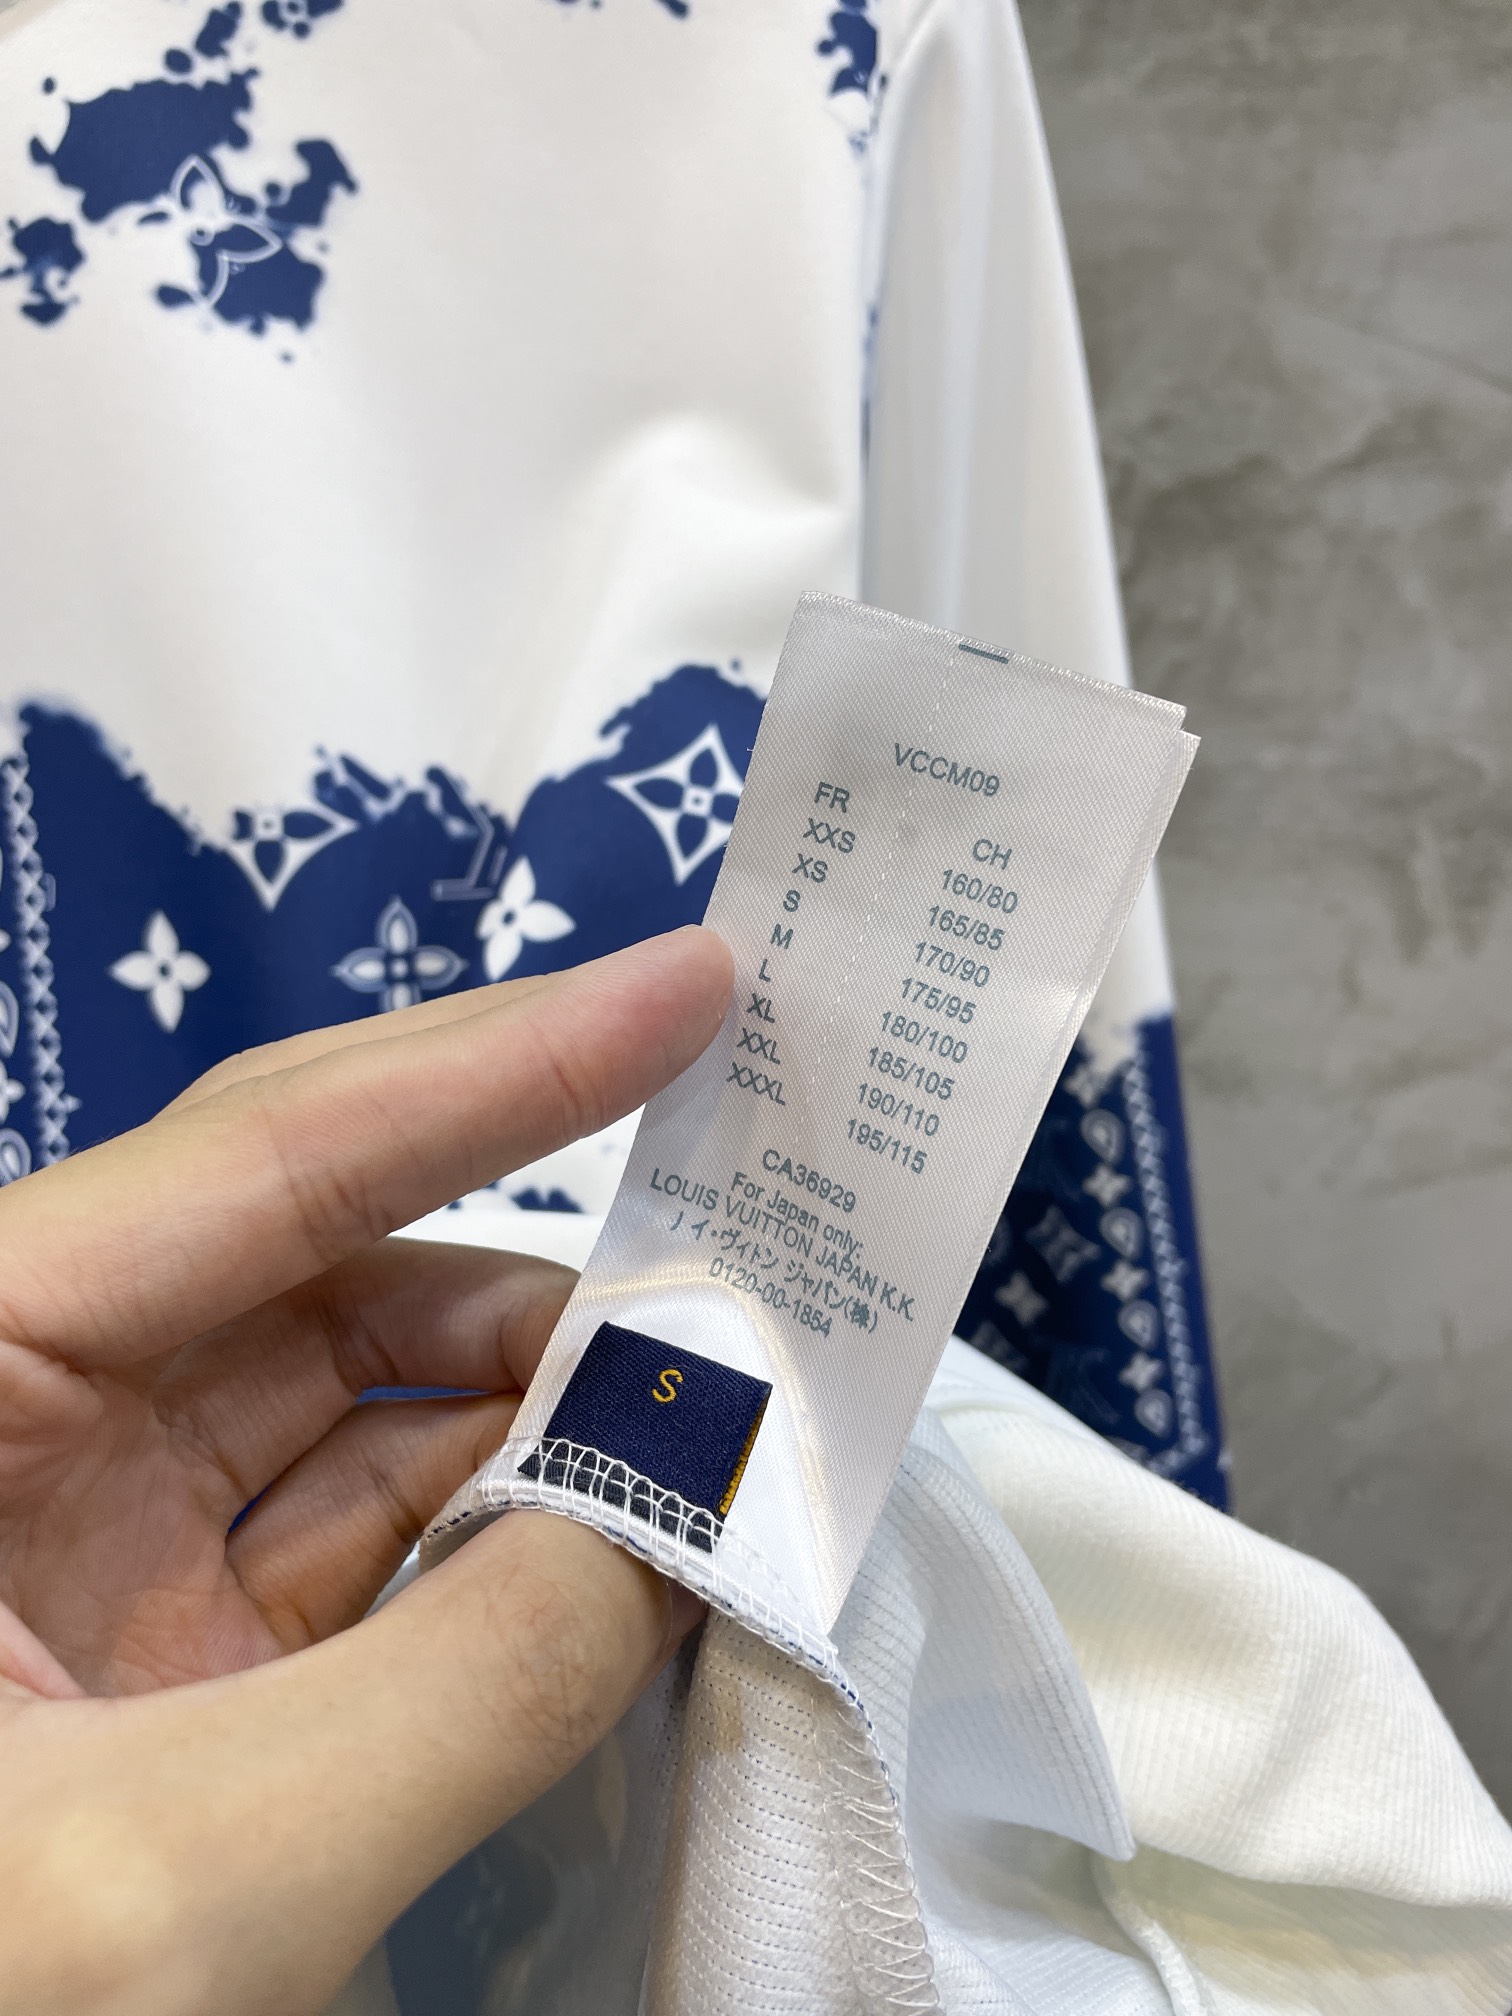 VCCM09
FR CH
XXS 160/80
XS 165/85
S 170/90
M 175/95
L 180/100
XL 185/105
XXL 190/110
XXXL 195/115
CA36929
For Japan only:
LOUIS VUITTON JAPAN K.K.
ノイ・ヴィトン ジャパン(株)
0120-00-1854
S